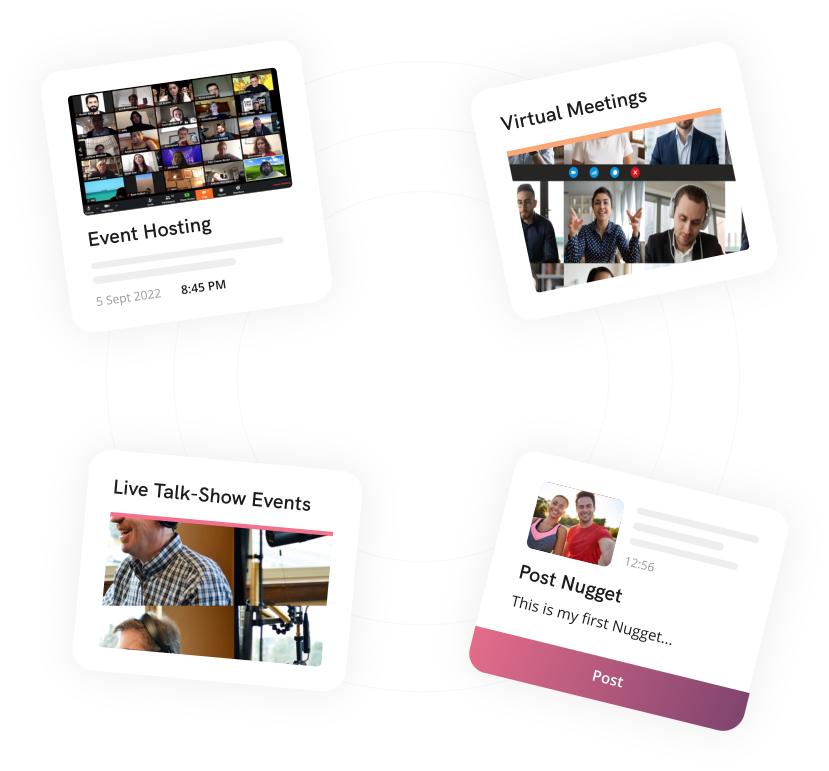 Event Hosting
5 Sept 2022 8:45 PM
Virtual Meetings
Live Talk-Show Events
12:56
Post Nugget
This is my first Nugget...
Post